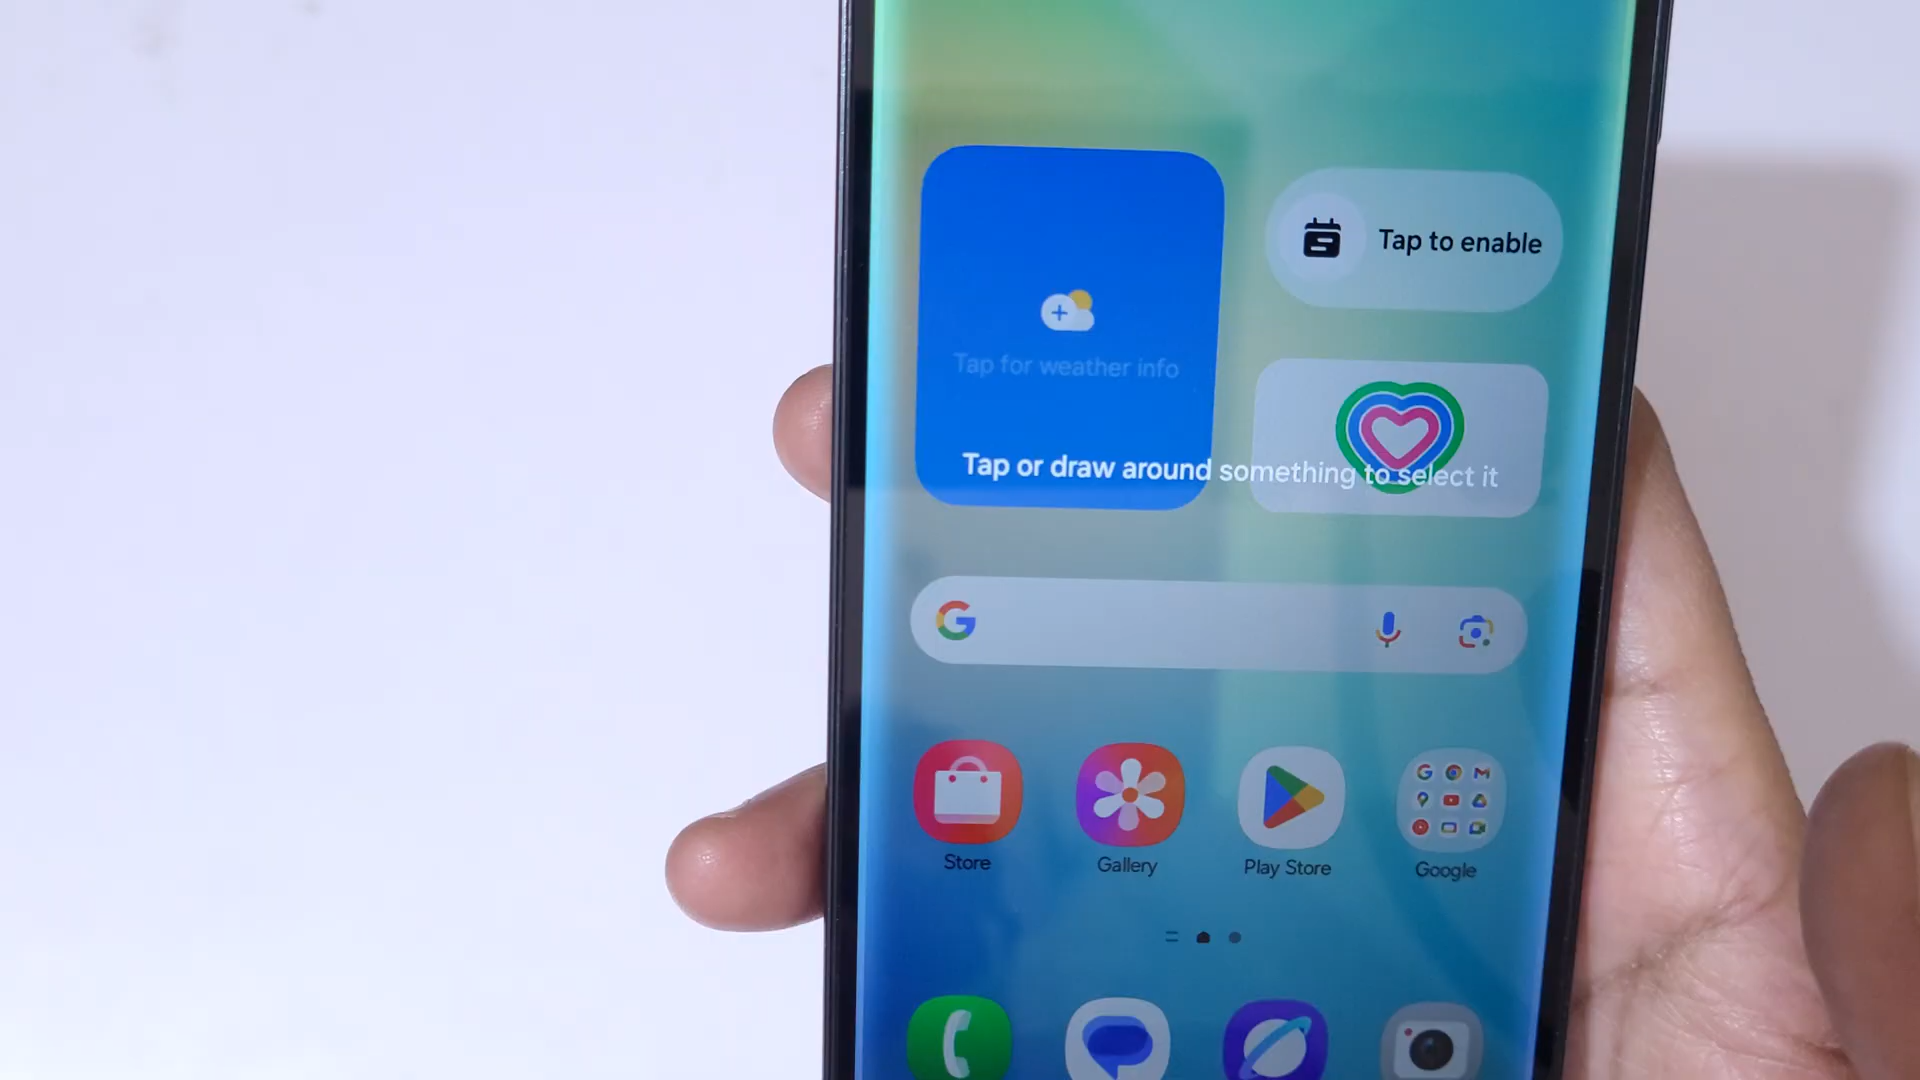 Tap to enable
Tap for weather info
Tap or draw around something to select it
Store
Gallery
Play Store
Google